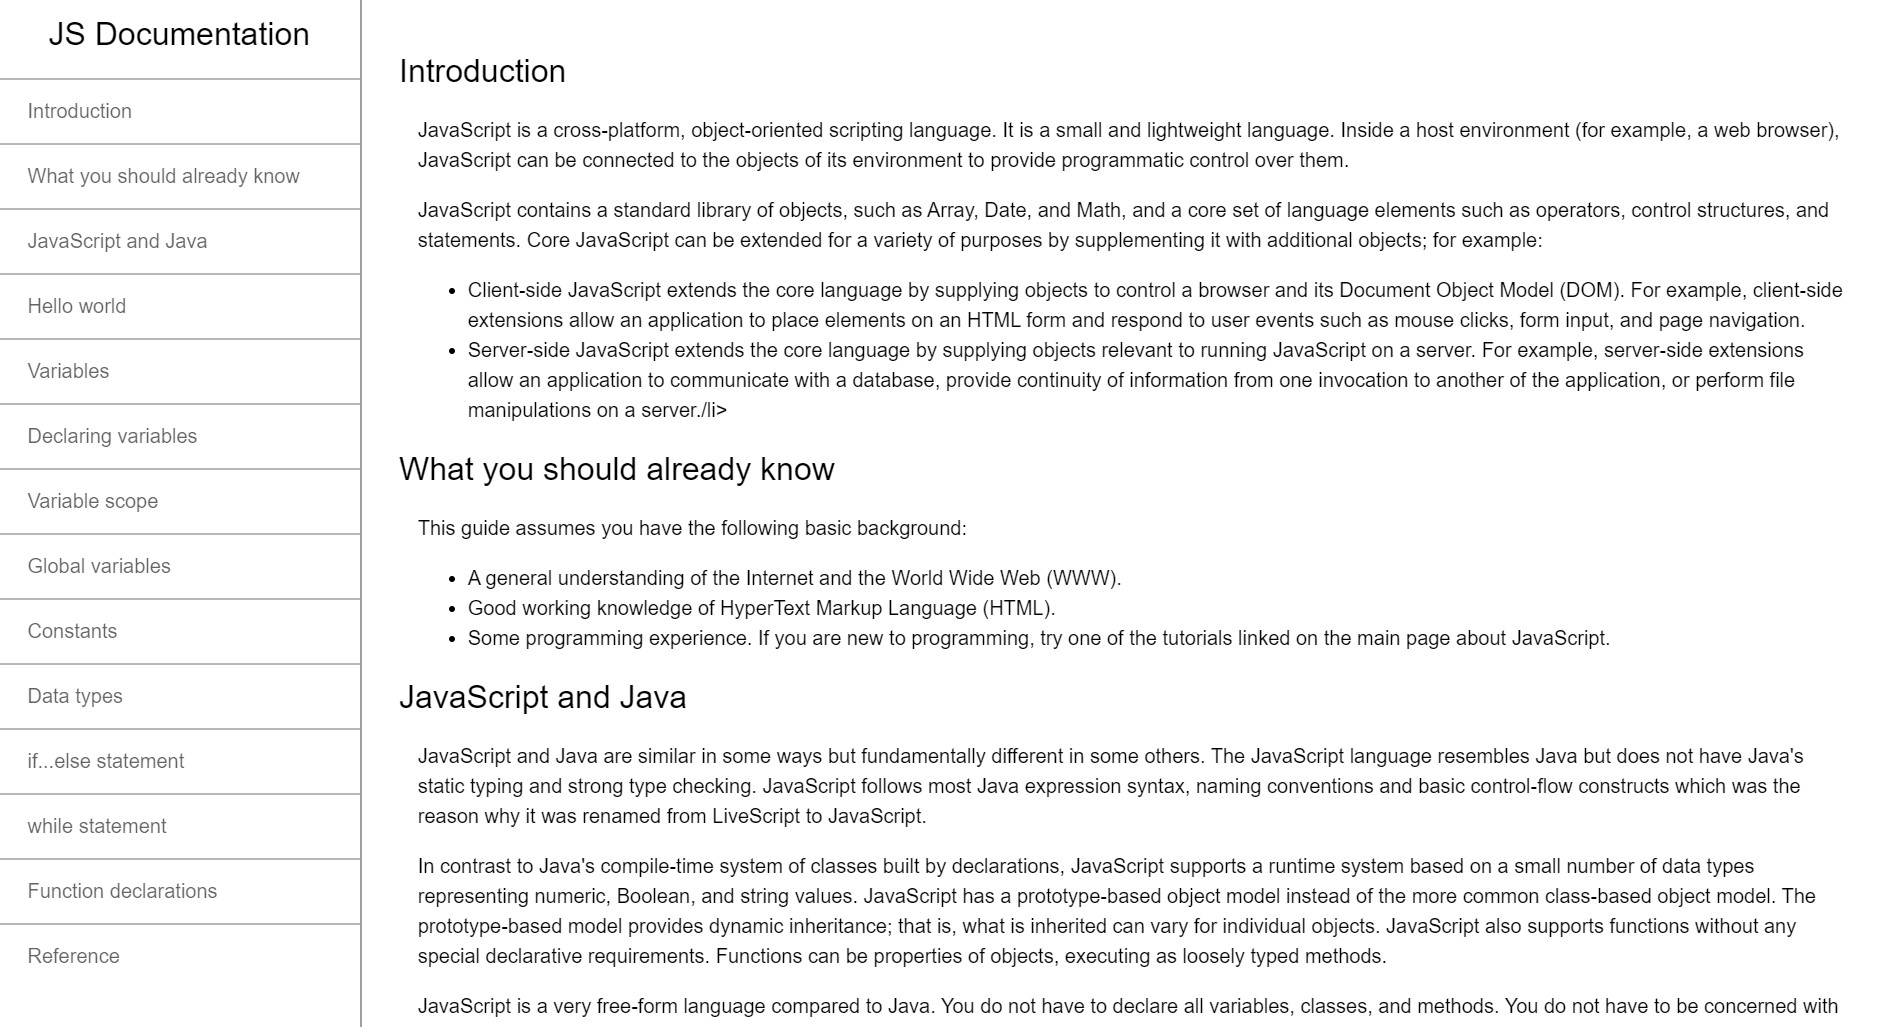 JS Documentation
Introduction
What you should already know
JavaScript and Java
Hello world
Variables
Declaring variables
Variable scope
Global variables
Constants
Data types
if...else statement
while statement
Function declarations
Reference
Introduction
JavaScript is a cross-platform, object-oriented scripting language. It is a small and lightweight language. Inside a host environment (for example, a web browser),
JavaScript can be connected to the objects of its environment to provide programmatic control over them.
JavaScript contains a standard library of objects, such as Array, Date, and Math, and a core set of language elements such as operators, control structures, and
statements. Core JavaScript can be extended for a variety of purposes by supplementing it with additional objects; for example:
• Client-side JavaScript extends the core language by supplying objects to control a browser and its Document Object Model (DOM). For example, client-side
extensions allow an application to place elements on an HTML form and respond to user events such as mouse clicks, form input, and page navigation.
• Server-side JavaScript extends the core language by supplying objects relevant to running JavaScript on a server. For example, server-side extensions
allow an application to communicate with a database, provide continuity of information from one invocation to another of the application, or perform file
manipulations on a server./li>
What you should already know
This guide assumes you have the following basic background:
• A general understanding of the Internet and the World Wide Web (WWW).
• Good working knowledge of HyperText Markup Language (HTML).
• Some programming experience. If you are new to programming, try one of the tutorials linked on the main page about JavaScript.
JavaScript and Java
JavaScript and Java are similar in some ways but fundamentally different in some others. The JavaScript language resembles Java but does not have Java's
static typing and strong type checking. JavaScript follows most Java expression syntax, naming conventions and basic control-flow constructs which was the
reason why it was renamed from LiveScript to JavaScript.
In contrast to Java's compile-time system of classes built by declarations, JavaScript supports a runtime system based on a small number of data types
representing numeric, Boolean, and string values. JavaScript has a prototype-based object model instead of the more common class-based object model. The
prototype-based model provides dynamic inheritance; that is, what is inherited can vary for individual objects. JavaScript also supports functions without any
special declarative requirements. Functions can be properties of objects, executing as loosely typed methods.
JavaScript is a very free-form language compared to Java. You do not have to declare all variables, classes, and methods. You do not have to be concerned with